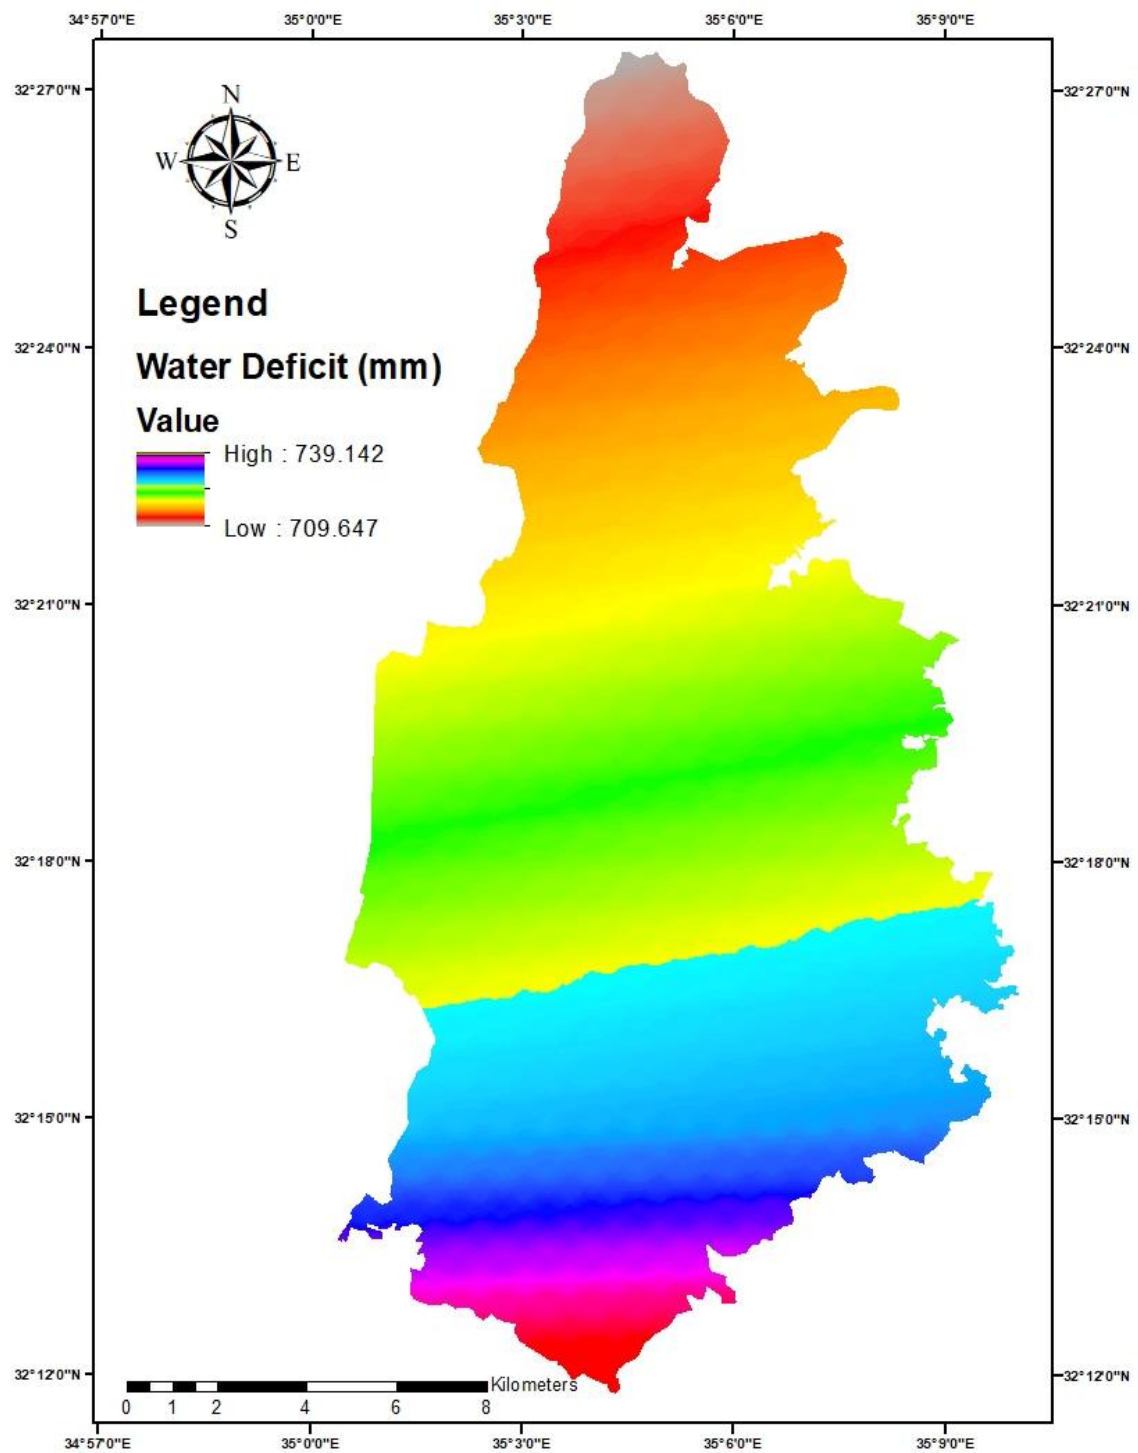 34°57'0"E 35°0'0"E 35°3'0"E 35°6'0"E 35°9'0"E
32°27'0"N 32°27'0"N
N
W E
S
Legend
32°24'0"N 32°24'0"N
Water Deficit (mm)
Value
High : 739.142
Low : 709.647
32°21'0"N 32°21'0"N
32°18'0"N 32°18'0"N
32°15'0"N 32°15'0"N
32°12'0"N 32°12'0"N
Kilometers
0 1 2 4 6 8
34°57'0"E 35°0'0"E 35°3'0"E 35°6'0"E 35°9'0"E